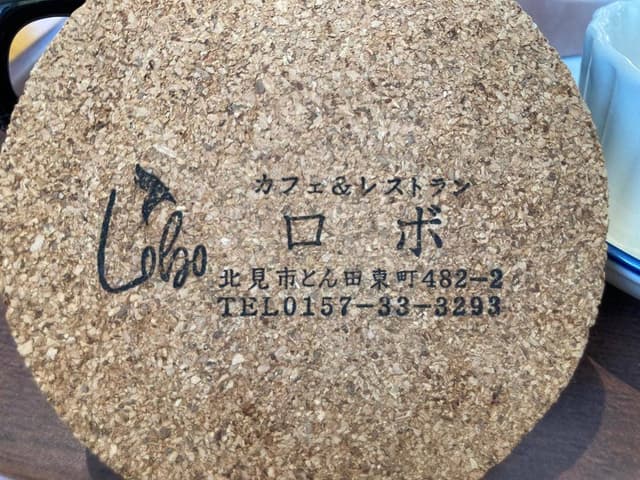 Lobo
カフェ&レストラン
ロボ
北見市とん田東町482-2
TEL0157-33-3293